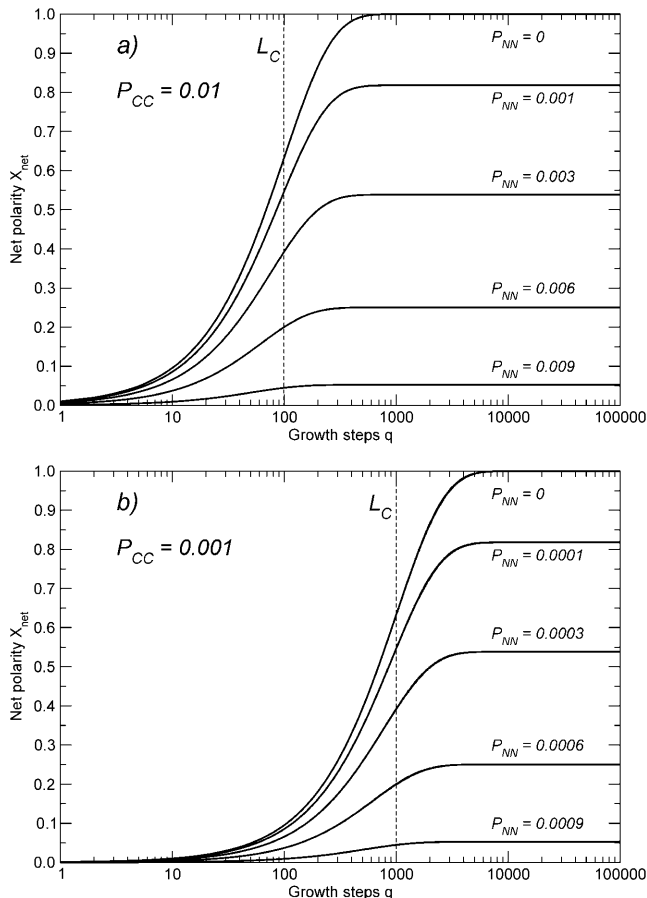 1.0
a)
L_C
P_NN = 0
P_CC = 0.01
0.9
0.8
P_NN = 0.001
0.7
0.6
P_NN = 0.003
0.5
0.4
P_NN = 0.006
0.3
0.2
P_NN = 0.009
0.1
0.0
Net polarity X_net
1 10 100 1000 10000 100000
Growth steps q
1.0
b)
L_C
P_NN = 0
P_CC = 0.001
0.9
0.8
P_NN = 0.0001
0.7
0.6
P_NN = 0.0003
0.5
0.4
P_NN = 0.0006
0.3
0.2
P_NN = 0.0009
0.1
0.0
Net polarity X_net
1 10 100 1000 10000 100000
Growth steps q